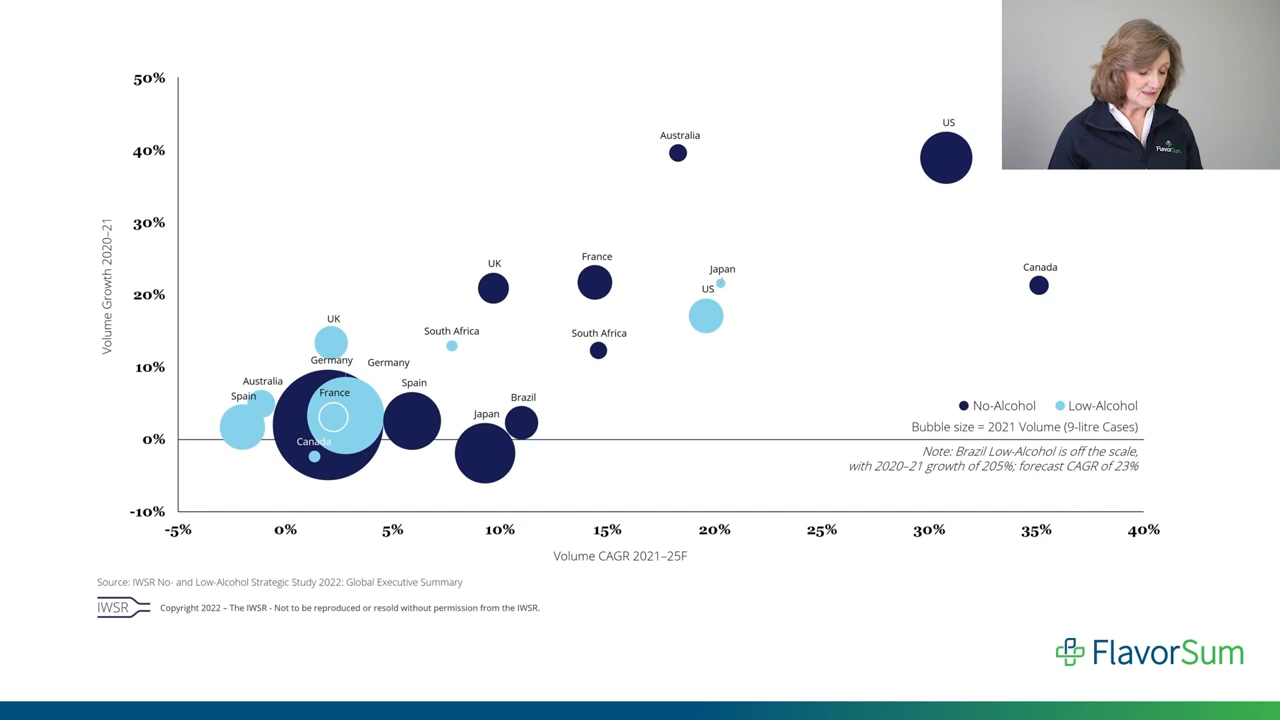 50%
40%
30%
20%
10%
0%
-10%
Volume Growth 2020–21
US
Australia
UK
France
Japan
US
Canada
UK
South Africa
South Africa
Germany
Germany
Australia
Spain
France
Spain
Brazil
Japan
Canada
No-Alcohol Low-Alcohol
Bubble size = 2021 Volume (9-litre Cases)
Note: Brazil Low-Alcohol is off the scale,
with 2020–21 growth of 205%; forecast CAGR of 23%
-5% 0% 5% 10% 15% 20% 25% 30% 35% 40%
Volume CAGR 2021–25F
Source: IWSR No- and Low-Alcohol Strategic Study 2022: Global Executive Summary
IWSR Copyright 2022 – The IWSR - Not to be reproduced or resold without permission from the IWSR.
FlavorSum
FlavorSum